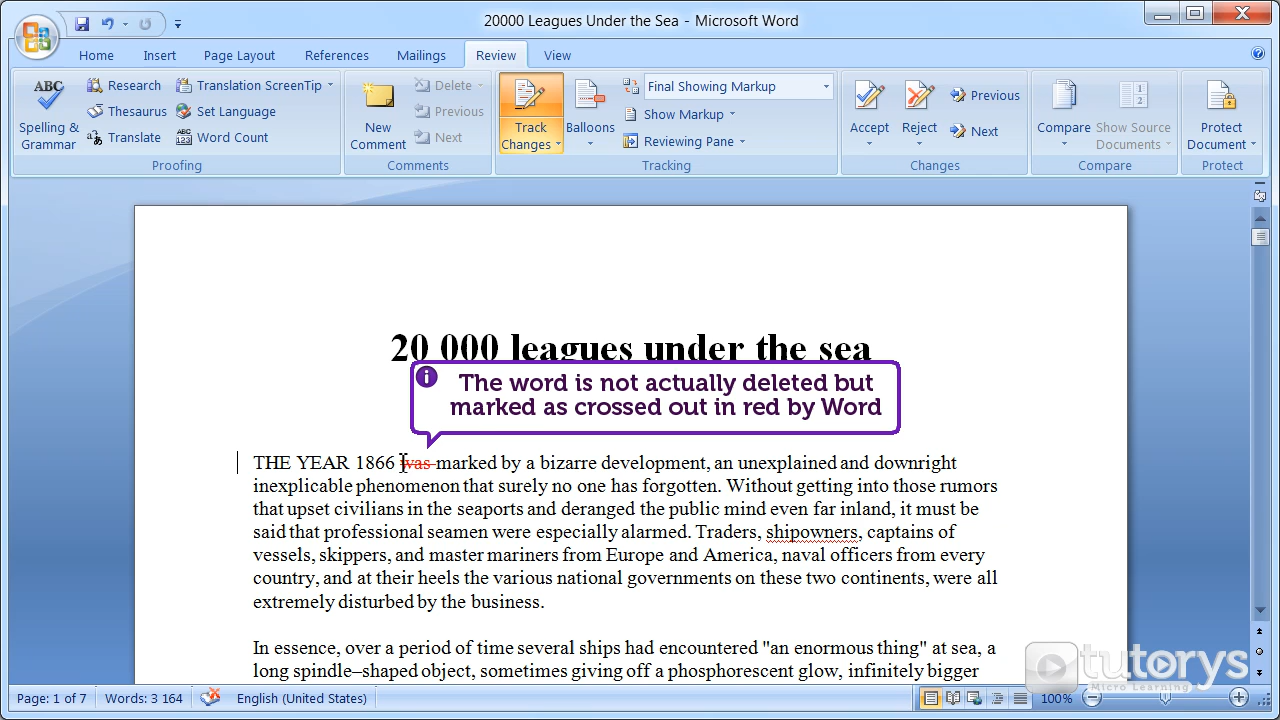 20000 Leagues Under the Sea - Microsoft Word
Home Insert Page Layout References Mailings Review View
ABC
Spelling &
Grammar
Research
Thesaurus
Translate
Translation ScreenTip
Set Language
ABC
123
Word Count
Proofing
New
Comment
Delete
Previous
Next
Comments
Track
Changes
Balloons
Final Showing Markup
Show Markup
Reviewing Pane
Tracking
Accept
Reject
Previous
Next
Changes
Compare
1
2
Show Source
Documents
Compare
Protect
Document
Protect
20 000 leagues under the sea
i
The word is not actually deleted but
marked as crossed out in red by Word
THE YEAR 1866 was marked by a bizarre development, an unexplained and downright
inexplicable phenomenon that surely no one has forgotten. Without getting into those rumors
that upset civilians in the seaports and deranged the public mind even far inland, it must be
said that professional seamen were especially alarmed. Traders, shipowners, captains of
vessels, skippers, and master mariners from Europe and America, naval officers from every
country, and at their heels the various national governments on these two continents, were all
extremely disturbed by the business.
In essence, over a period of time several ships had encountered "an enormous thing" at sea, a
long spindle–shaped object, sometimes giving off a phosphorescent glow, infinitely bigger
tutorys
Micro Learning
Page: 1 of 7 Words: 3 164 English (United States) 100%